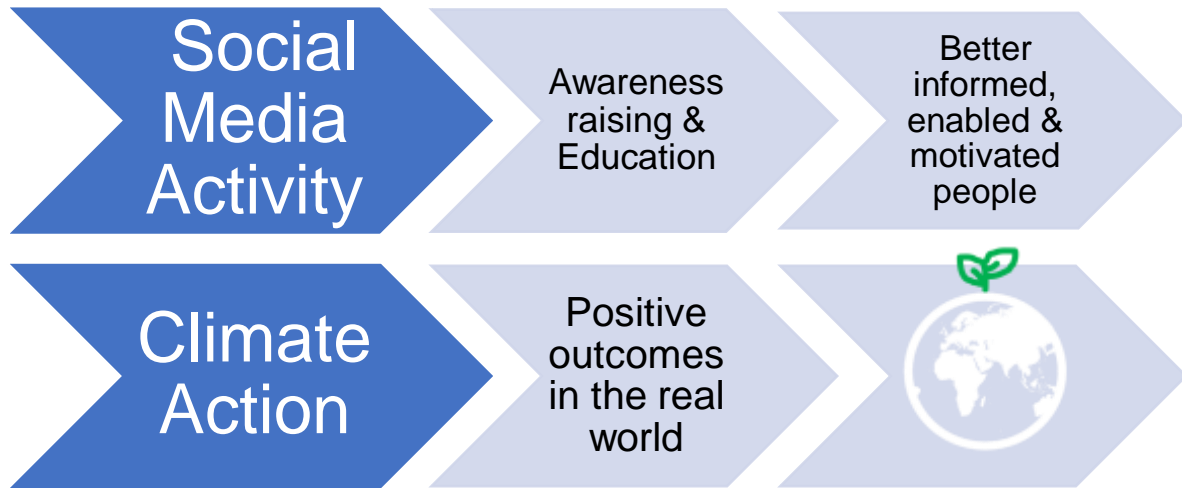 Social
Media
Activity
Awareness
raising &
Education
Better
informed,
enabled &
motivated
people
Climate
Action
Positive
outcomes
in the real
world